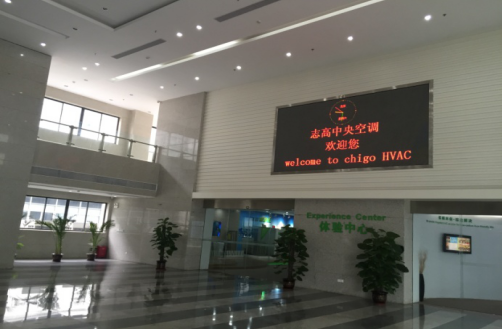 志高中央空调
欢迎您
welcome to chigo HVAC
Experience Center
体验中心